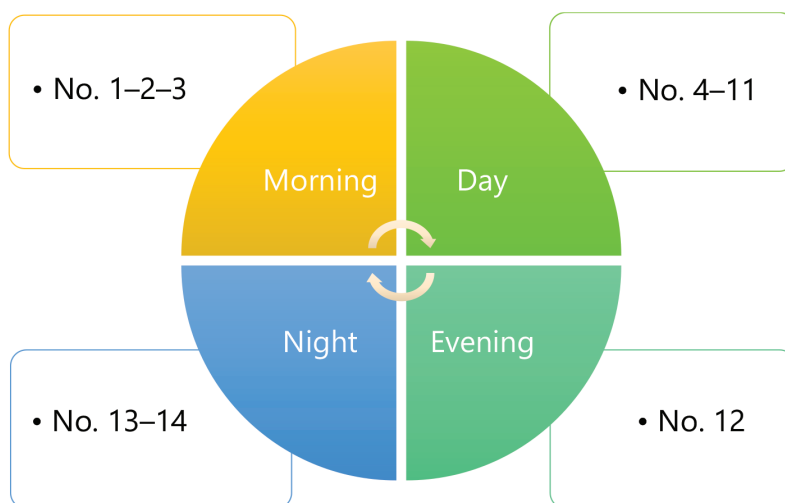 • No. 1–2–3
• No. 4–11
Morning
Day
Night
Evening
• No. 13–14
• No. 12